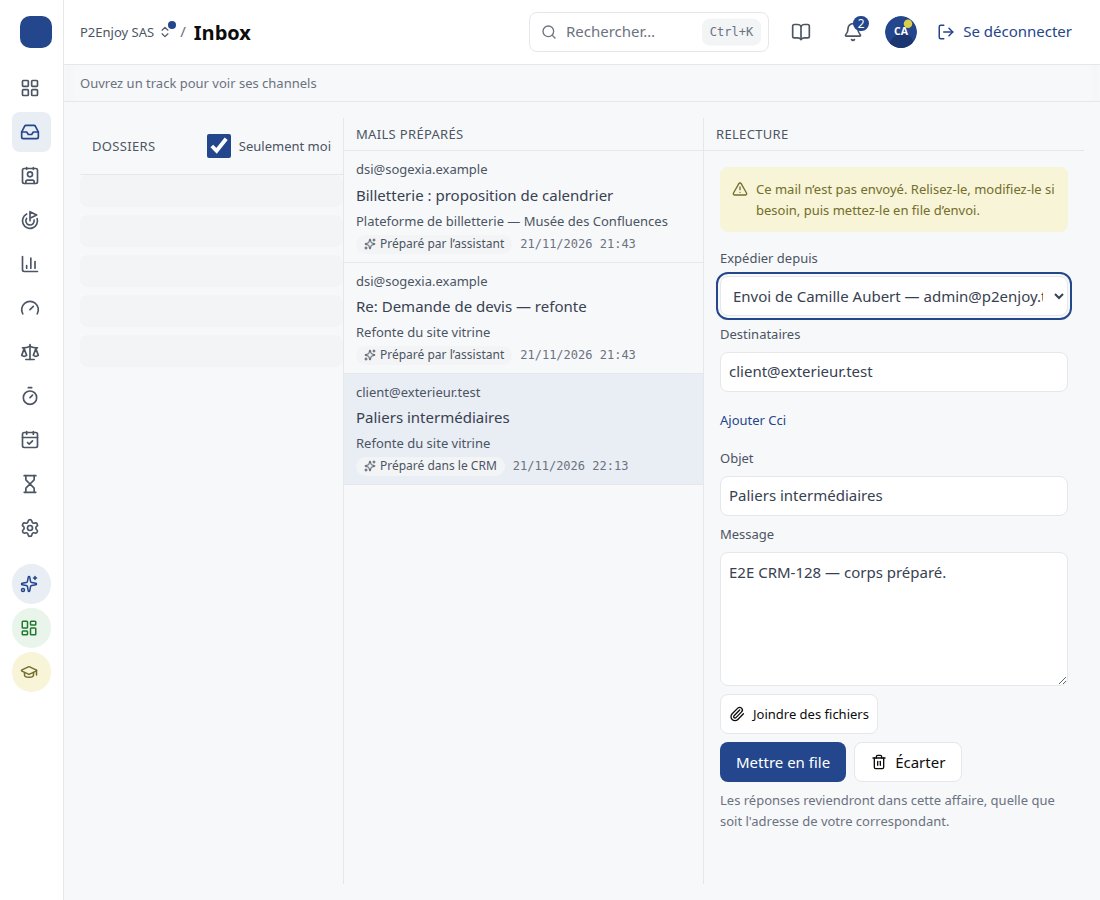 P2Enjoy SAS / Inbox
Rechercher... Ctrl+K
2
CA
Se déconnecter
Ouvrez un track pour voir ses channels
DOSSIERS
Seulement moi
MAILS PRÉPARÉS
dsi@sogexia.example
Billetterie : proposition de calendrier
Plateforme de billetterie — Musée des Confluences
Préparé par l’assistant 21/11/2026 21:43
dsi@sogexia.example
Re: Demande de devis — refonte
Refonte du site vitrine
Préparé par l’assistant 21/11/2026 21:43
client@exterieur.test
Paliers intermédiaires
Refonte du site vitrine
Préparé dans le CRM 21/11/2026 22:13
RELECTURE
Ce mail n’est pas envoyé. Relisez-le, modifiez-le si
besoin, puis mettez-le en file d’envoi.
Expédier depuis
Envoi de Camille Aubert — admin@p2enjoy.t
Destinataires
client@exterieur.test
Ajouter Cci
Objet
Paliers intermédiaires
Message
E2E CRM-128 — corps préparé.
Joindre des fichiers
Mettre en file
Écarter
Les réponses reviendront dans cette affaire, quelle que
soit l'adresse de votre correspondant.